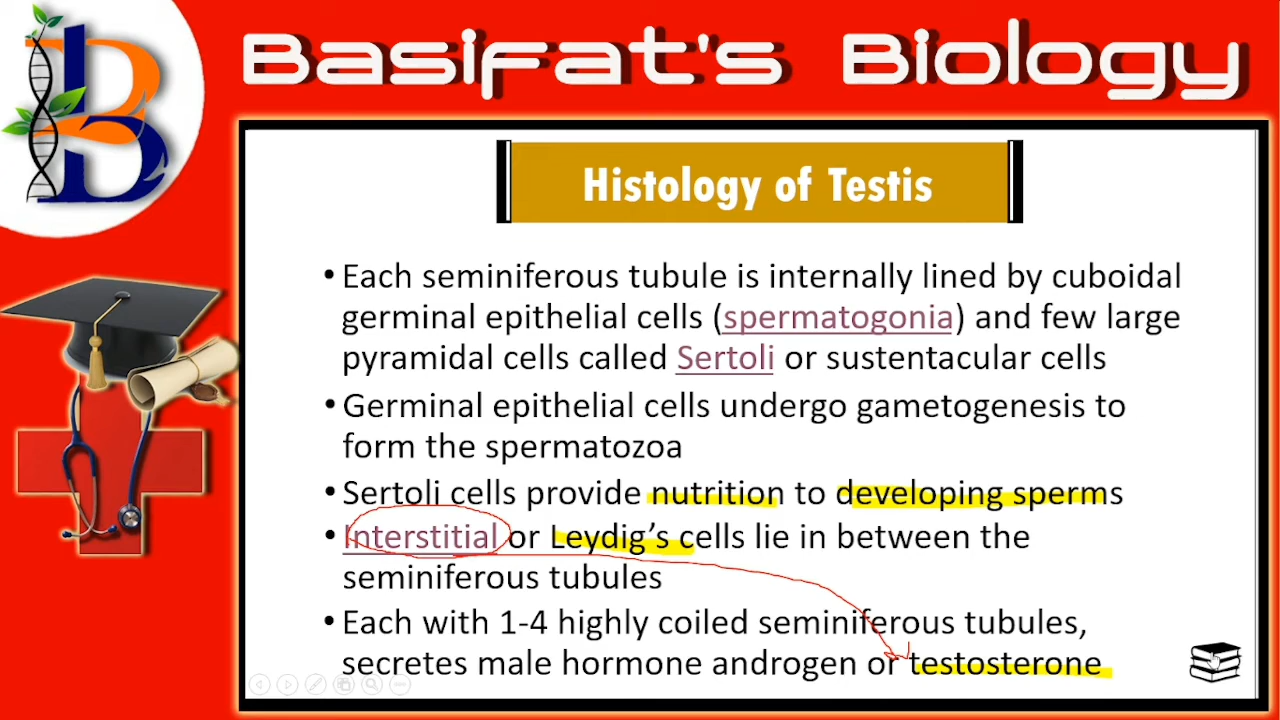 Basifat's Biology
Histology of Testis
• Each seminiferous tubule is internally lined by cuboidal
germinal epithelial cells (spermatogonia) and few large
pyramidal cells called Sertoli or sustentacular cells
• Germinal epithelial cells undergo gametogenesis to
form the spermatozoa
• Sertoli cells provide nutrition to developing sperms
• Interstitial or Leydig's cells lie in between the
seminiferous tubules
• Each with 1-4 highly coiled seminiferous tubules,
secretes male hormone androgen or testosterone